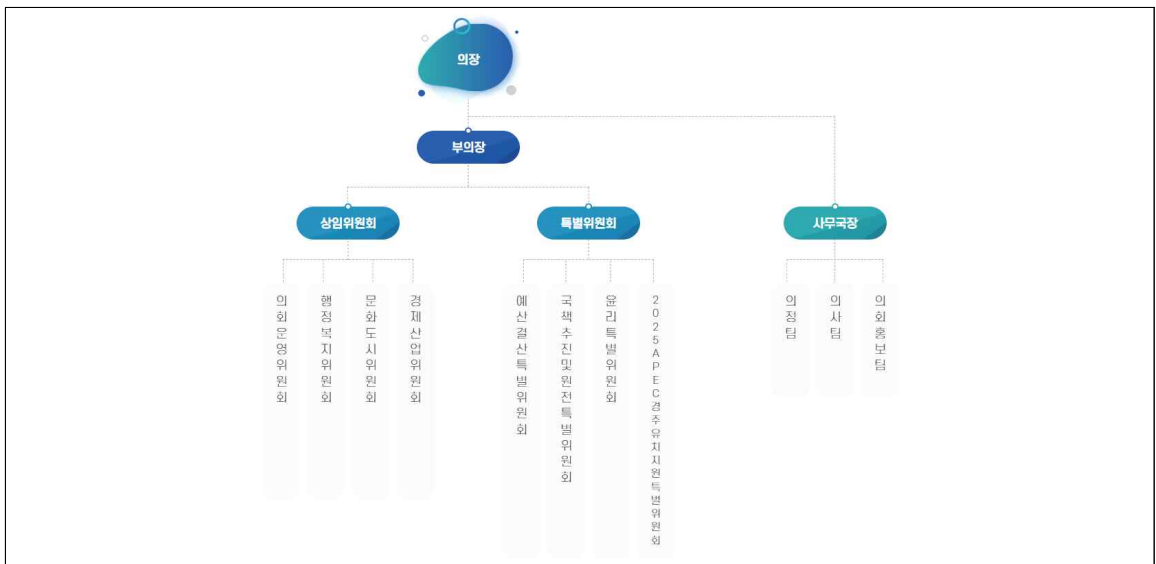 의장
부의장
상임위원회
특별위원회
사무국장
의회운영위원회
행정복지위원회
문화도시위원회
경제산업위원회
예산결산특별위원회
국책추진및원전특별위원회
윤리특별위원회
2025APEC경주유치지원특별위원회
의정팀
의사팀
의회홍보팀